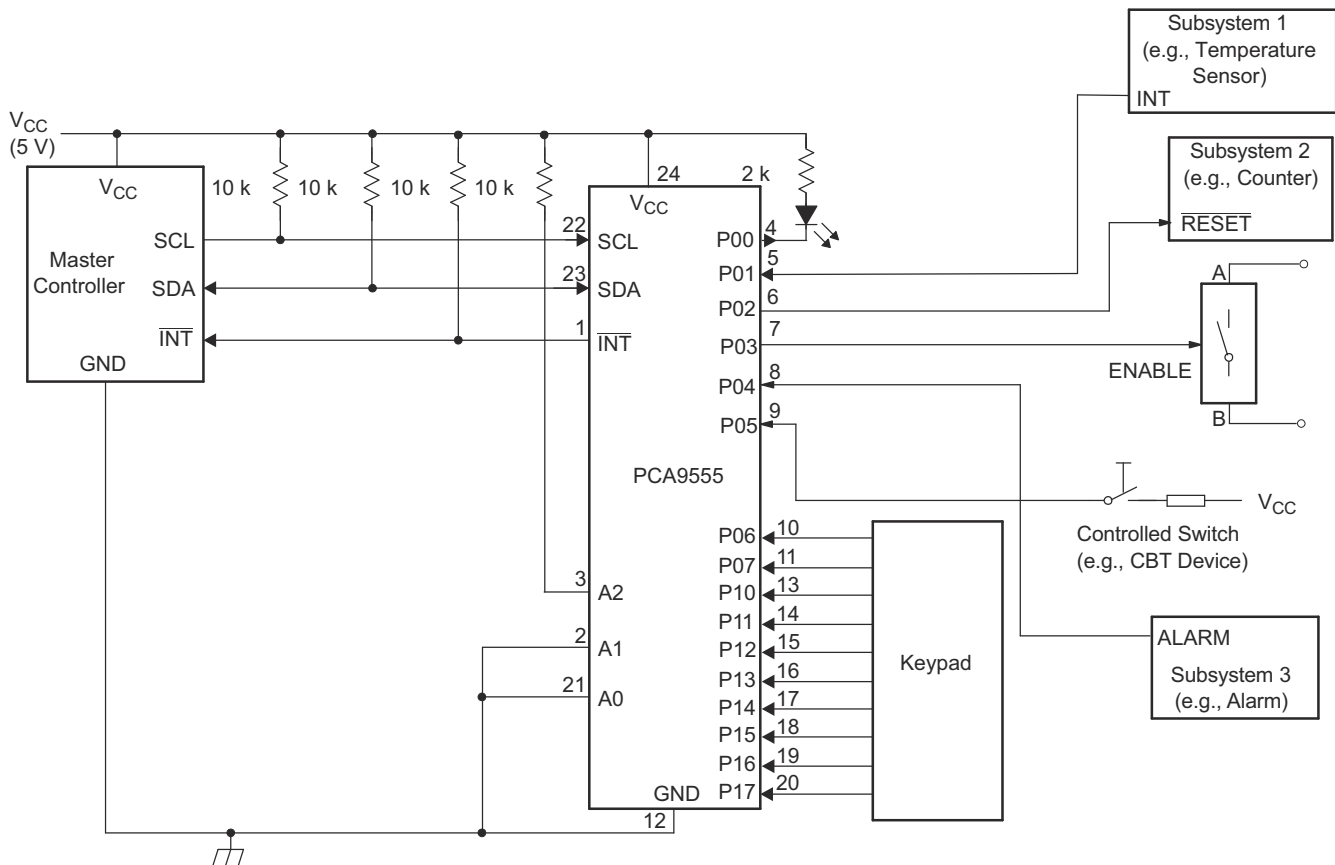 Subsystem 1
(e.g., Temperature
Sensor)
INT
V_CC
(5 V)
Subsystem 2
(e.g., Counter)
R̅E̅S̅E̅T̅
V_CC
10 k
10 k
10 k
10 k
24
2 k
V_CC
SCL
22
SCL
4
P00
Master
Controller
5
P01
SDA
23
SDA
6
P02
A
I̅N̅T̅
1
I̅N̅T̅
7
P03
GND
ENABLE
8
P04
B
9
P05
PCA9555
V_CC
Controlled Switch
(e.g., CBT Device)
P06
10
P07
11
3
A2
P10
13
P11
14
2
A1
P12
15
ALARM
Keypad
P13
16
Subsystem 3
(e.g., Alarm)
21
A0
P14
17
P15
18
P16
19
P17
20
GND
12